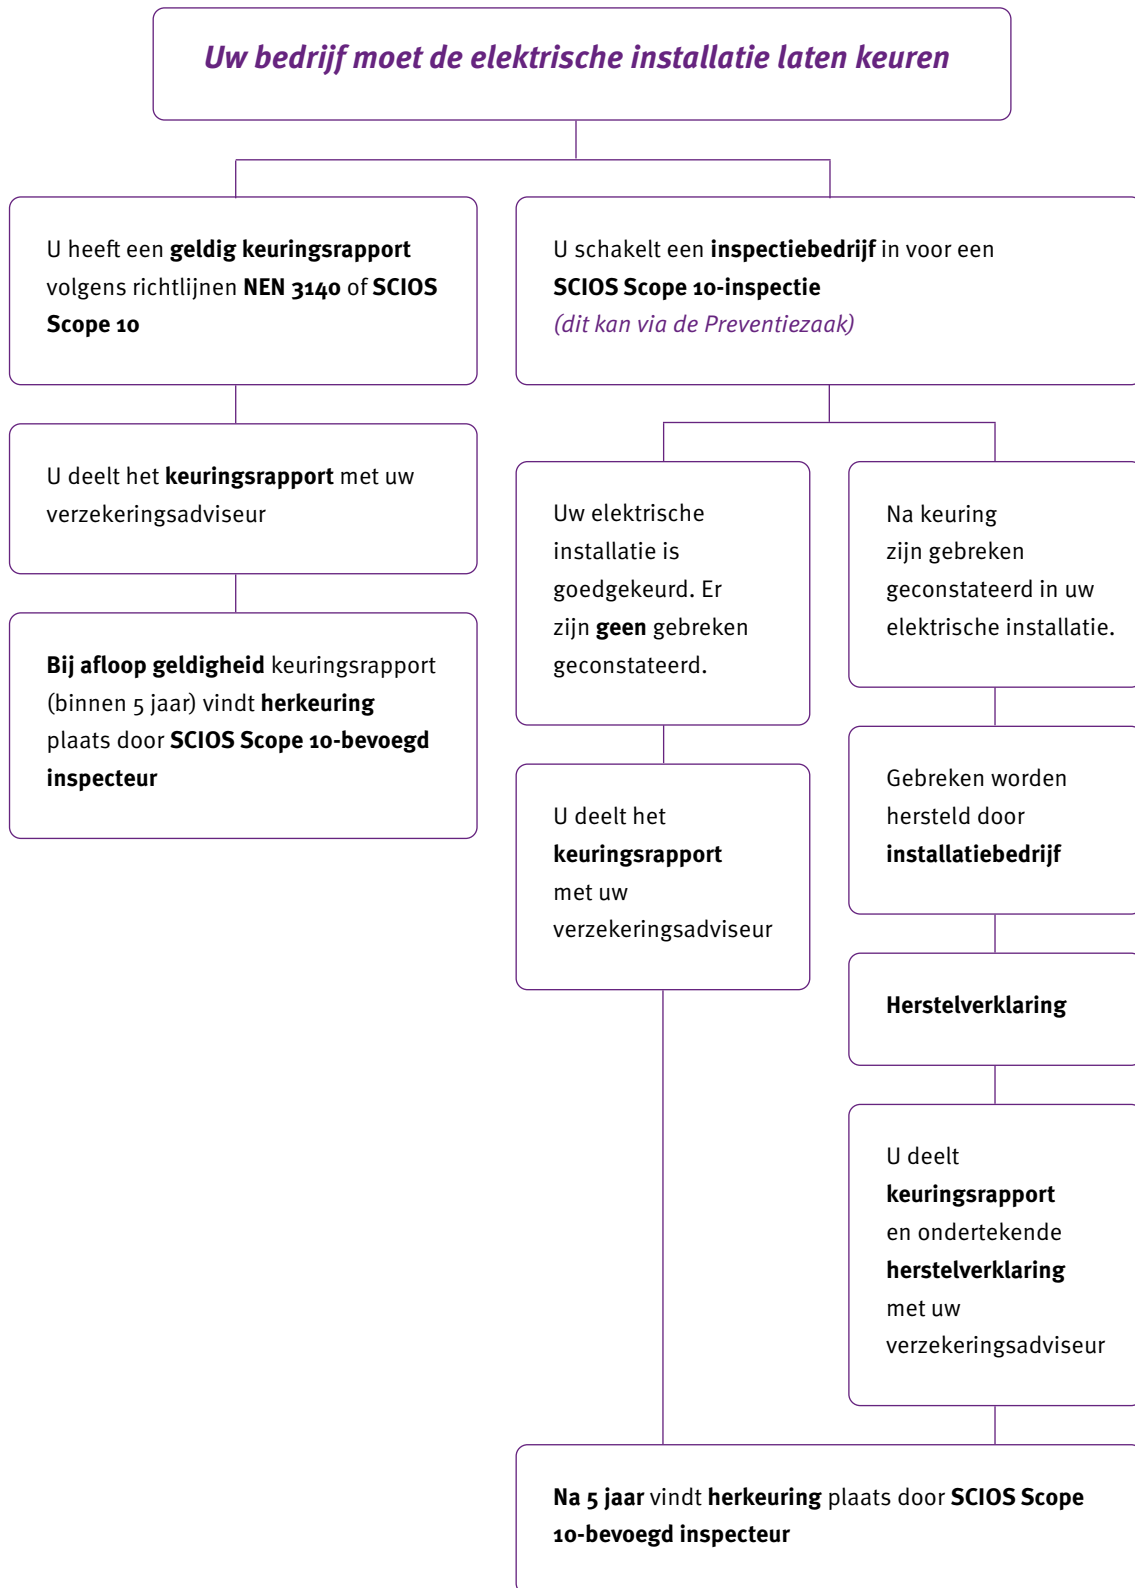 Uw bedrijf moet de elektrische installatie laten keuren
U heeft een geldig keuringsrapport
volgens richtlijnen NEN 3140 of SCIOS
Scope 10
U deelt het keuringsrapport met uw
verzekeringsadviseur
Bij afloop geldigheid keuringsrapport
(binnen 5 jaar) vindt herkeuring
plaats door SCIOS Scope 10-bevoegd
inspecteur
U schakelt een inspectiebedrijf in voor een
SCIOS Scope 10-inspectie
(dit kan via de Preventiezaak)
Uw elektrische
installatie is
goedgekeurd. Er
zijn geen gebreken
geconstateerd.
U deelt het
keuringsrapport
met uw
verzekeringsadviseur
Na keuring
zijn gebreken
geconstateerd in uw
elektrische installatie.
Gebreken worden
hersteld door
installatiebedrijf
Herstelverklaring
U deelt
keuringsrapport
en ondertekende
herstelverklaring
met uw
verzekeringsadviseur
Na 5 jaar vindt herkeuring plaats door SCIOS Scope
10-bevoegd inspecteur